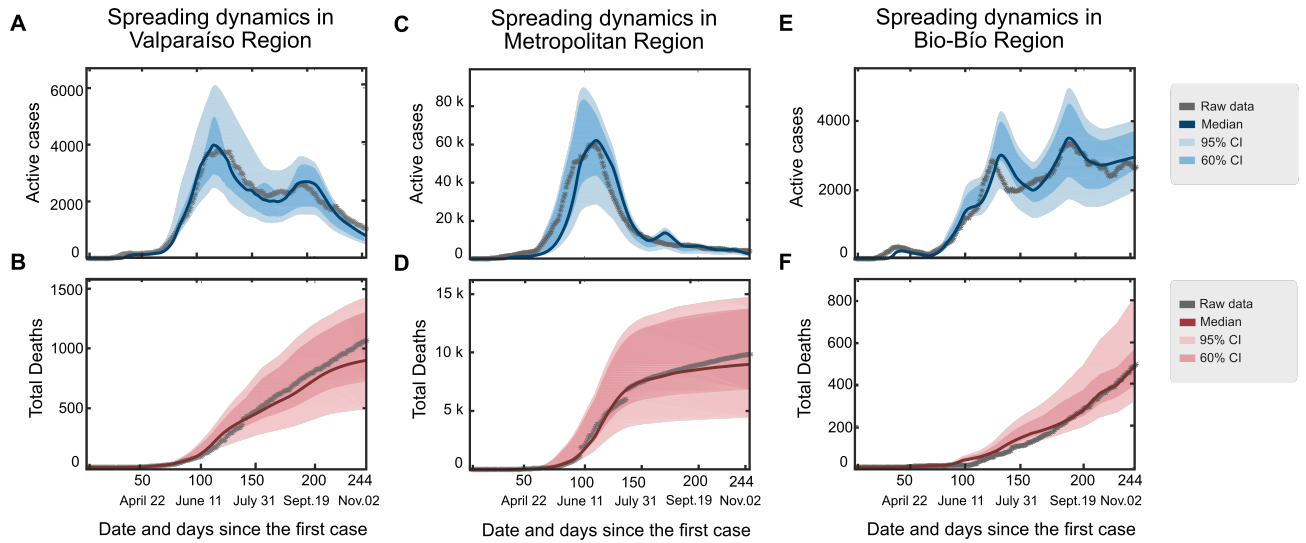 A
Spreading dynamics in
Valparaíso Region
Active cases
6000
4000
2000
0
B
Total Deaths
1500
1000
500
0
50
100
150
200
244
April 22
June 11
July 31
Sept.19
Nov.02
Date and days since the first case
C
Spreading dynamics in
Metropolitan Region
Active cases
80 k
60 k
40 k
20 k
0
D
Total Deaths
15 k
10 k
5 k
0
50
100
150
200
244
April 22
June 11
July 31
Sept.19
Nov.02
Date and days since the first case
E
Spreading dynamics in
Bio-Bío Region
Active cases
4000
2000
0
F
Total Deaths
800
600
400
200
0
50
100
150
200
244
April 22
June 11
July 31
Sept.19
Nov.02
Date and days since the first case
Raw data
Median
95% CI
60% CI
Raw data
Median
95% CI
60% CI